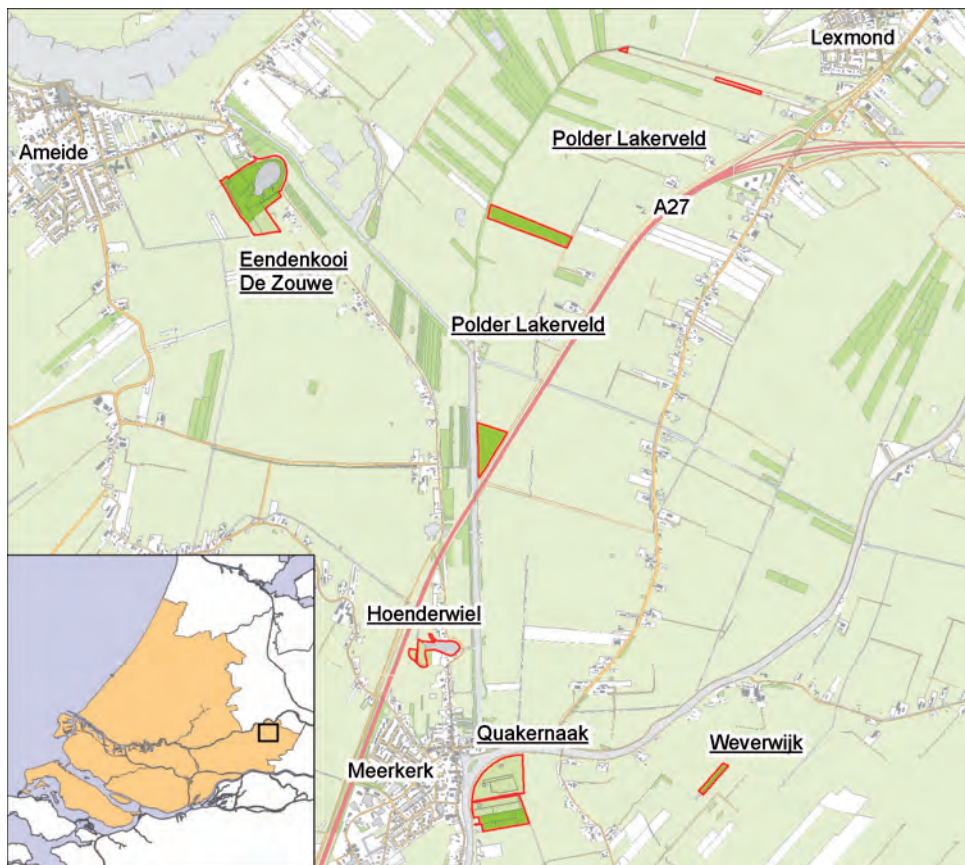 Lexmond
Ameide
Polder Lakerveld
A27
Eendenkooi
De Zouwe
Polder Lakerveld
Hoenderwiel
Quakernaak
Meerkerk
Weverwijk